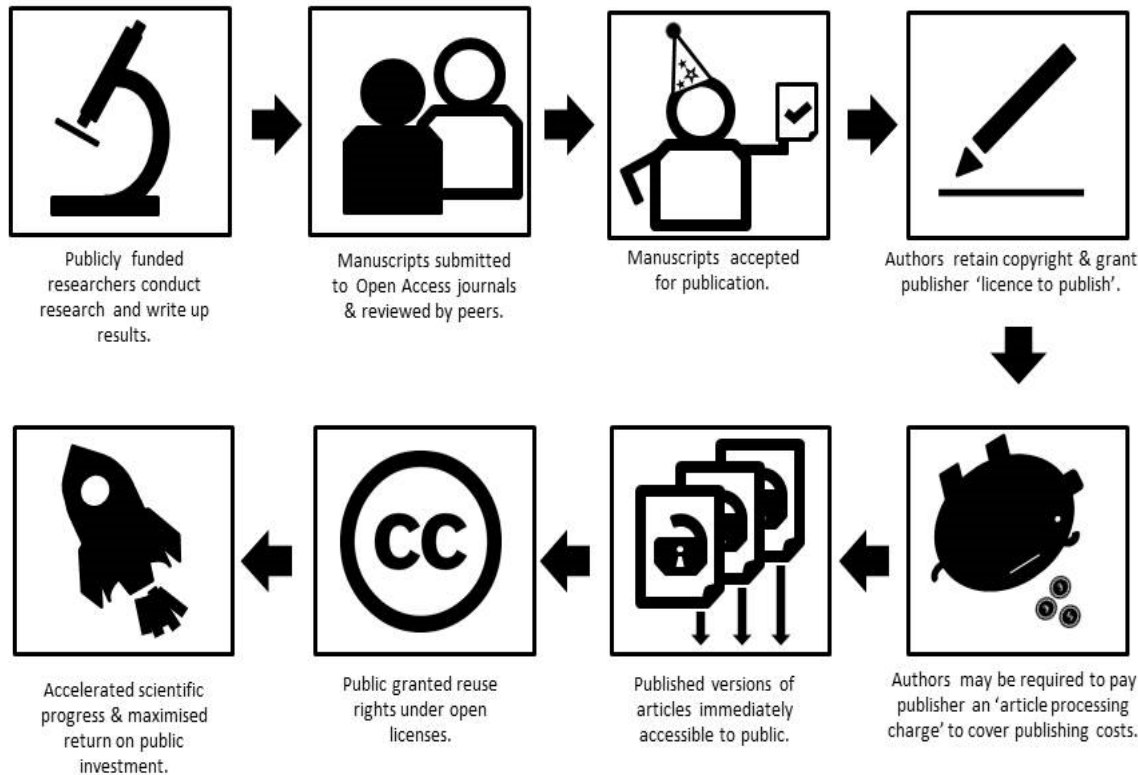 Publicly funded
researchers conduct
research and write up
results.
Manuscripts submitted
to Open Access journals
& reviewed by peers.
Manuscripts accepted
for publication.
Authors retain copyright & grant
publisher ‘licence to publish’.
Authors may be required to pay
publisher an ‘article processing
charge’ to cover publishing costs.
Published versions of
articles immediately
accessible to public.
cc
Public granted reuse
rights under open
licenses.
Accelerated scientific
progress & maximised
return on public
investment.